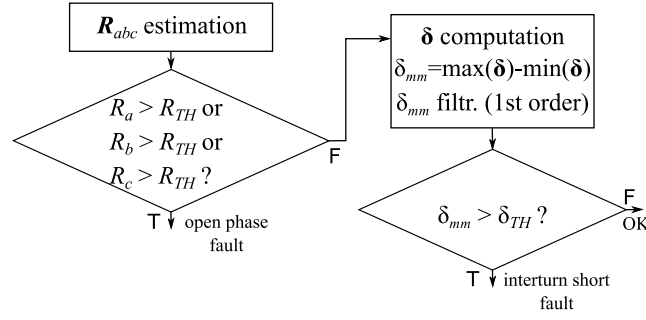 R_abc estimation
R_a > R_TH or
R_b > R_TH or
R_c > R_TH ?
F
T
open phase
fault
δ computation
δ_mm=max(δ)-min(δ)
δ_mm filtr. (1st order)
δ_mm > δ_TH ?
F
OK
T
interturn short
fault